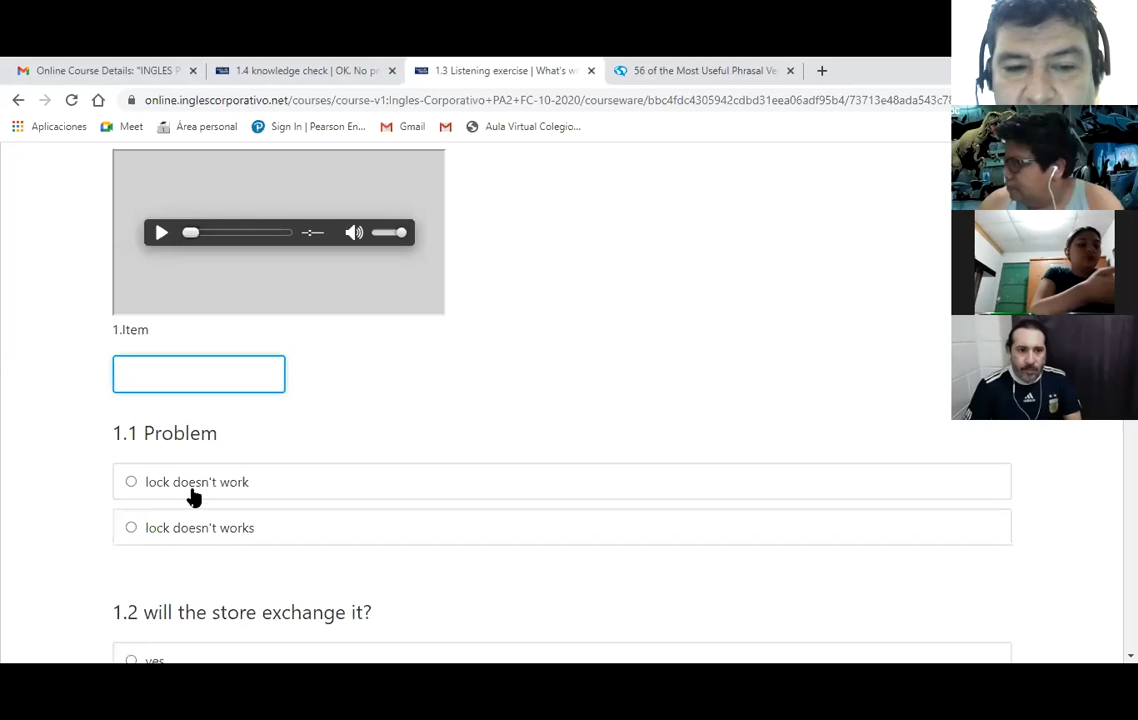 Online Course Details: "INGLES P
1.4 knowledge check | OK. No pr
1.3 Listening exercise | What's w
56 of the Most Useful Phrasal Ve
online.inglescorporativo.net/courses/course-v1:Ingles-Corporativo+PA2+FC-10-2020/courseware/bbc4fdc4305942cdbd31eea06adf95b4/73713e48ada543c78
Aplicaciones
Meet
Área personal
Sign In | Pearson En...
Gmail
Aula Virtual Colegio...
1.Item
1.1 Problem
lock doesn't work
lock doesn't works
1.2 will the store exchange it?
yes